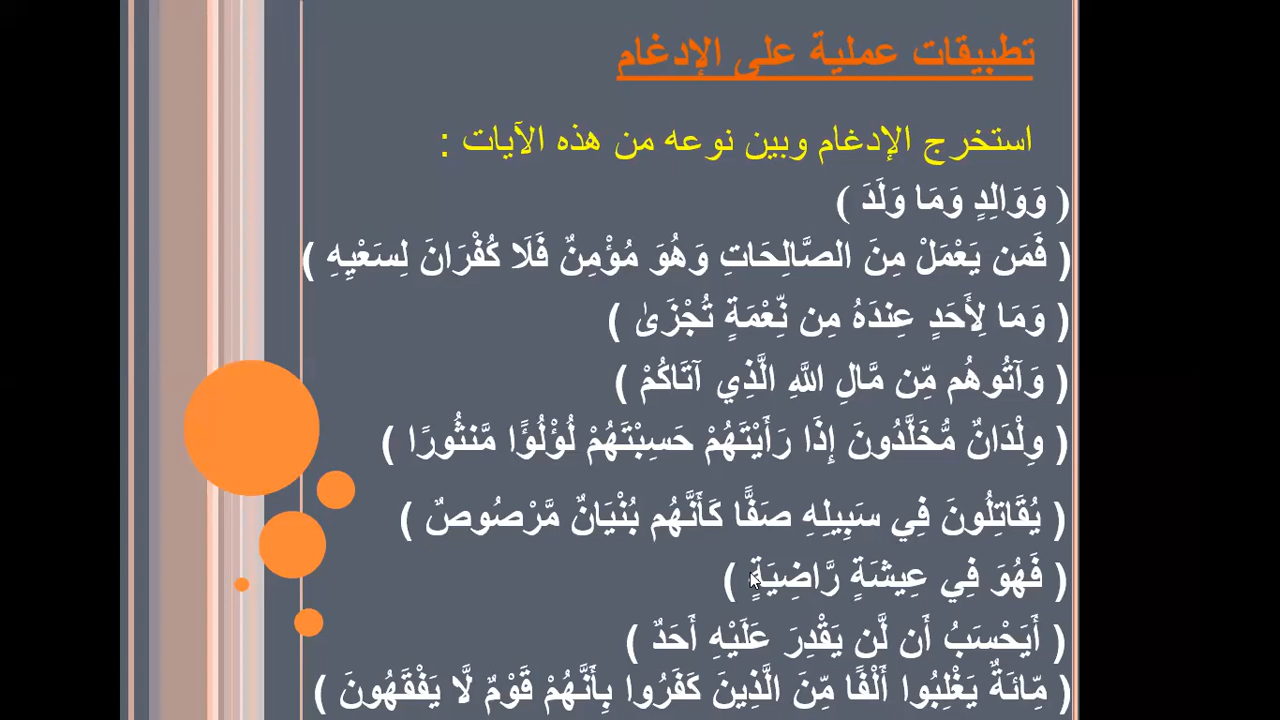 تطبيقات عملية على الإدغام
استخرج الإدغام وبين نوعه من هذه الآيات :
( وَوَالِدٍ وَمَا وَلَدَ )
( فَمَن يَعْمَلْ مِنَ الصَّالِحَاتِ وَهُوَ مُؤْمِنٌ فَلَا كُفْرَانَ لِسَعْيِهِ )
( وَمَا لِأَحَدٍ عِندَهُ مِن نِّعْمَةٍ تُجْزَىٰ )
( وَآتُوهُم مِّن مَّالِ اللَّهِ الَّذِي آتَاكُمْ )
( وِلْدَانٌ مُّخَلَّدُونَ إِذَا رَأَيْتَهُمْ حَسِبْتَهُمْ لُؤْلُؤًا مَّنثُورًا )
( يُقَاتِلُونَ فِي سَبِيلِهِ صَفًّا كَأَنَّهُم بُنْيَانٌ مَّرْصُوصٌ )
( فَهُوَ فِي عِيشَةٍ رَّاضِيَةٍ )
( أَيَحْسَبُ أَن لَّن يَقْدِرَ عَلَيْهِ أَحَدٌ )
( مِّائَةٌ يَغْلِبُوا أَلْفًا مِّنَ الَّذِينَ كَفَرُوا بِأَنَّهُمْ قَوْمٌ لَّا يَفْقَهُونَ )